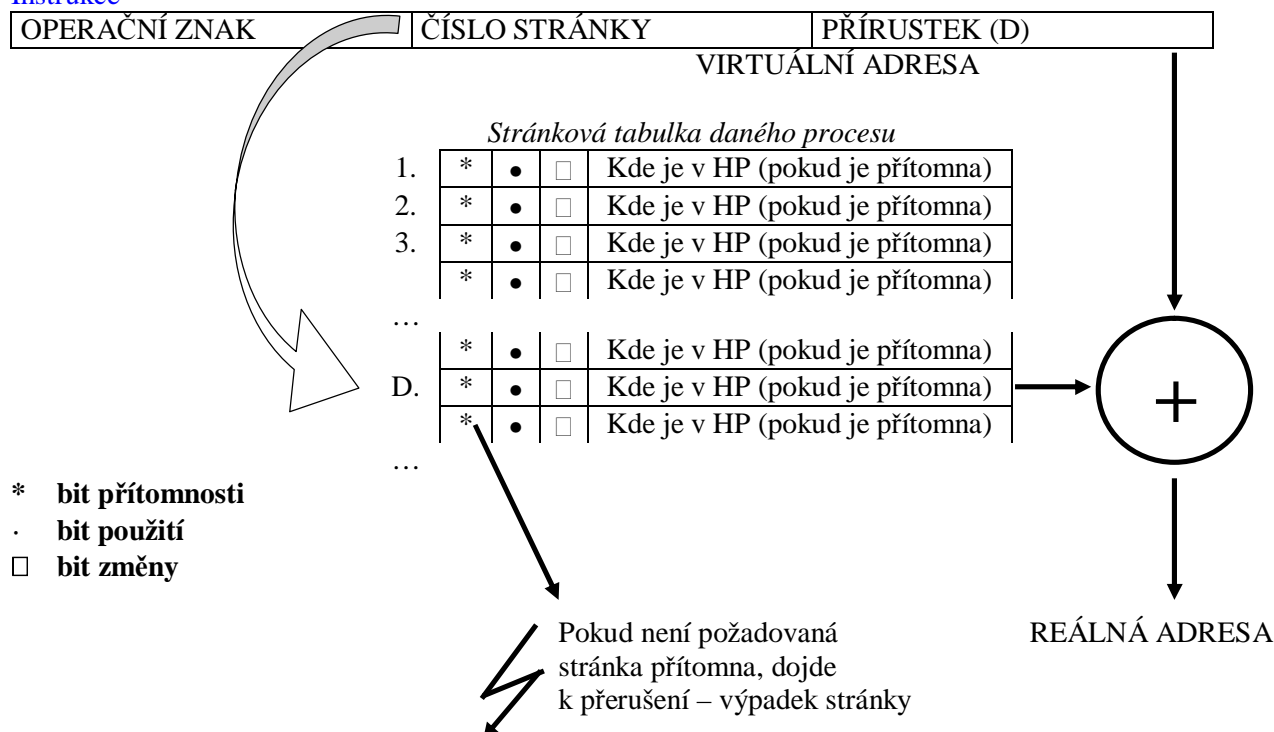 Instrukce
OPERAČNÍ ZNAK ČÍSLO STRÁNKY PŘÍRUSTEK (D)
VIRTUÁLNÍ ADRESA
Stránková tabulka daného procesu
1. * ● □ Kde je v HP (pokud je přítomna)
2. * ● □ Kde je v HP (pokud je přítomna)
3. * ● □ Kde je v HP (pokud je přítomna)
* ● □ Kde je v HP (pokud je přítomna)
…
* ● □ Kde je v HP (pokud je přítomna)
D. * ● □ Kde je v HP (pokud je přítomna)
* ● □ Kde je v HP (pokud je přítomna)
…
+
* bit přítomnosti
· bit použití
□ bit změny
Pokud není požadovaná
stránka přítomna, dojde
k přerušení – výpadek stránky
REÁLNÁ ADRESA